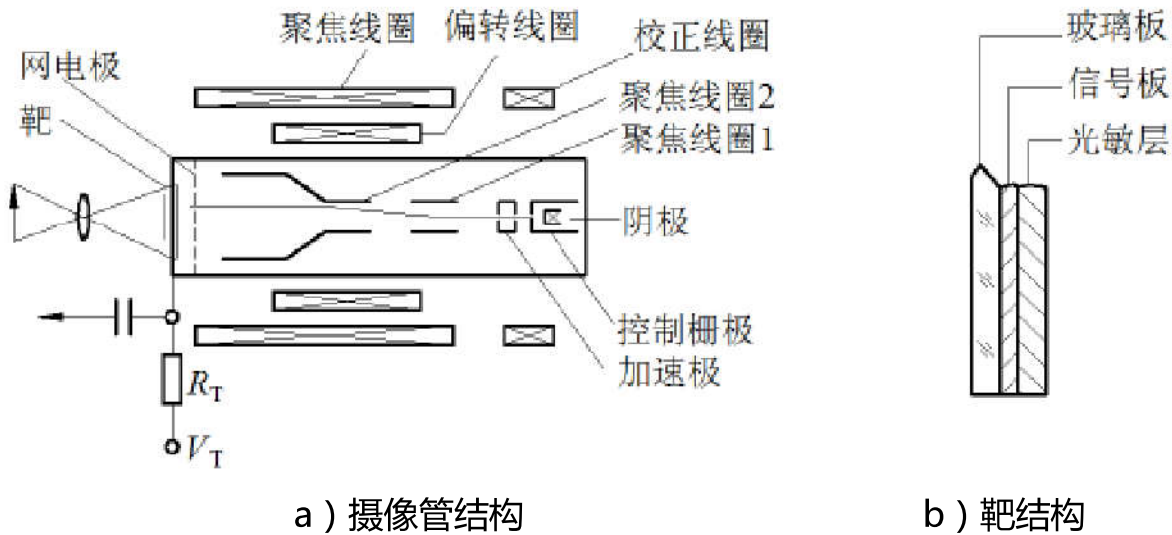 聚焦线圈
偏转线圈
校正线圈
网电极
靶
聚焦线圈2
聚焦线圈1
阴极
控制栅极
加速极
R_T
V_T
a）摄像管结构
玻璃板
信号板
光敏层
b）靶结构